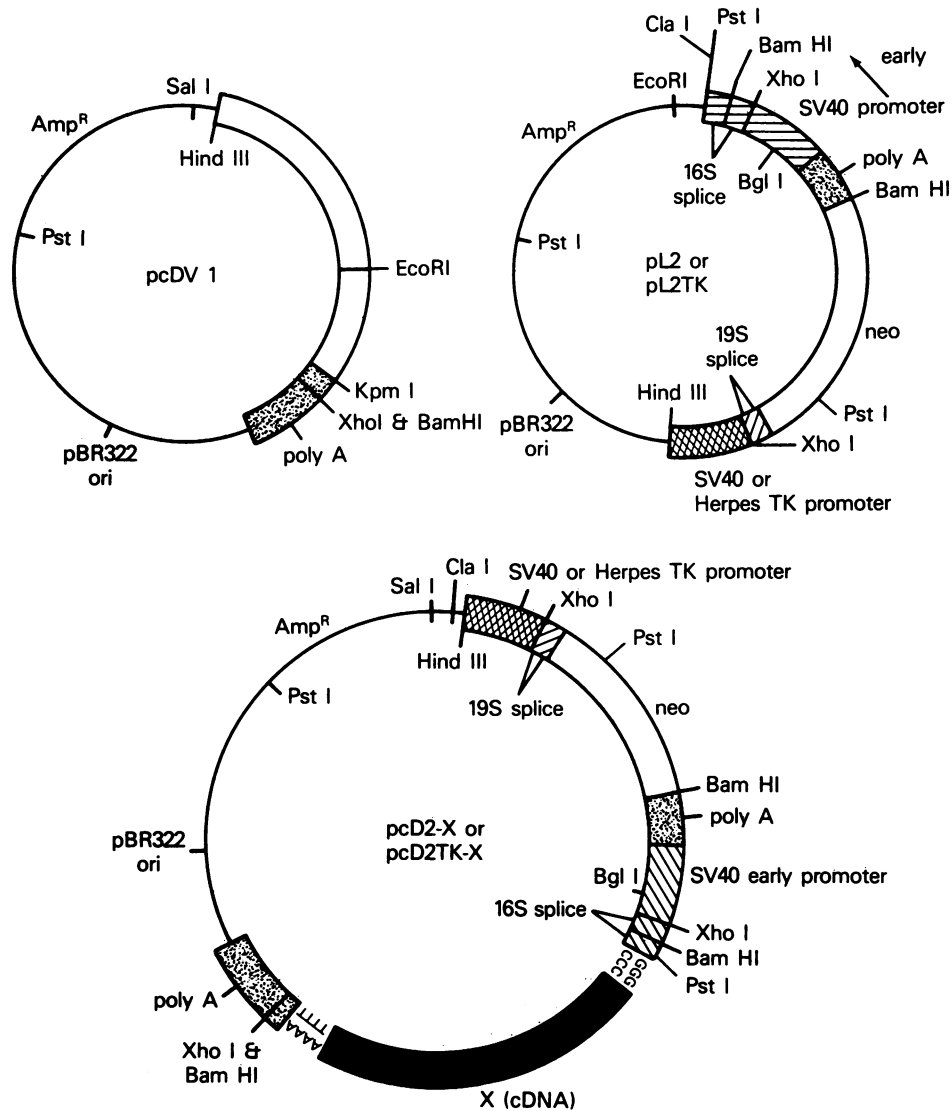 Sal I
Amp^R
Hind III
Pst I
pcDV 1
EcoRI
Kpm I
XhoI & BamHI
poly A
pBR322
ori
Cla I
Pst I
Bam HI
early
EcoRI
Xho I
SV40 promoter
Amp^R
16S
splice
Bgl I
poly A
Bam HI
Pst I
pL2 or
pL2TK
neo
19S
splice
Hind III
Pst I
pBR322
ori
Xho I
SV40 or
Herpes TK promoter
Sal I
Cla I
SV40 or Herpes TK promoter
Xho I
Amp^R
Hind III
Pst I
Pst I
19S splice
neo
Bam HI
poly A
pBR322
ori
pcD2-X or
pcD2TK-X
Bgl I
SV40 early promoter
16S splice
Xho I
Bam HI
Pst I
GGG
CCC
poly A
TTTT
AAAA
Xho I &
Bam HI
X (cDNA)